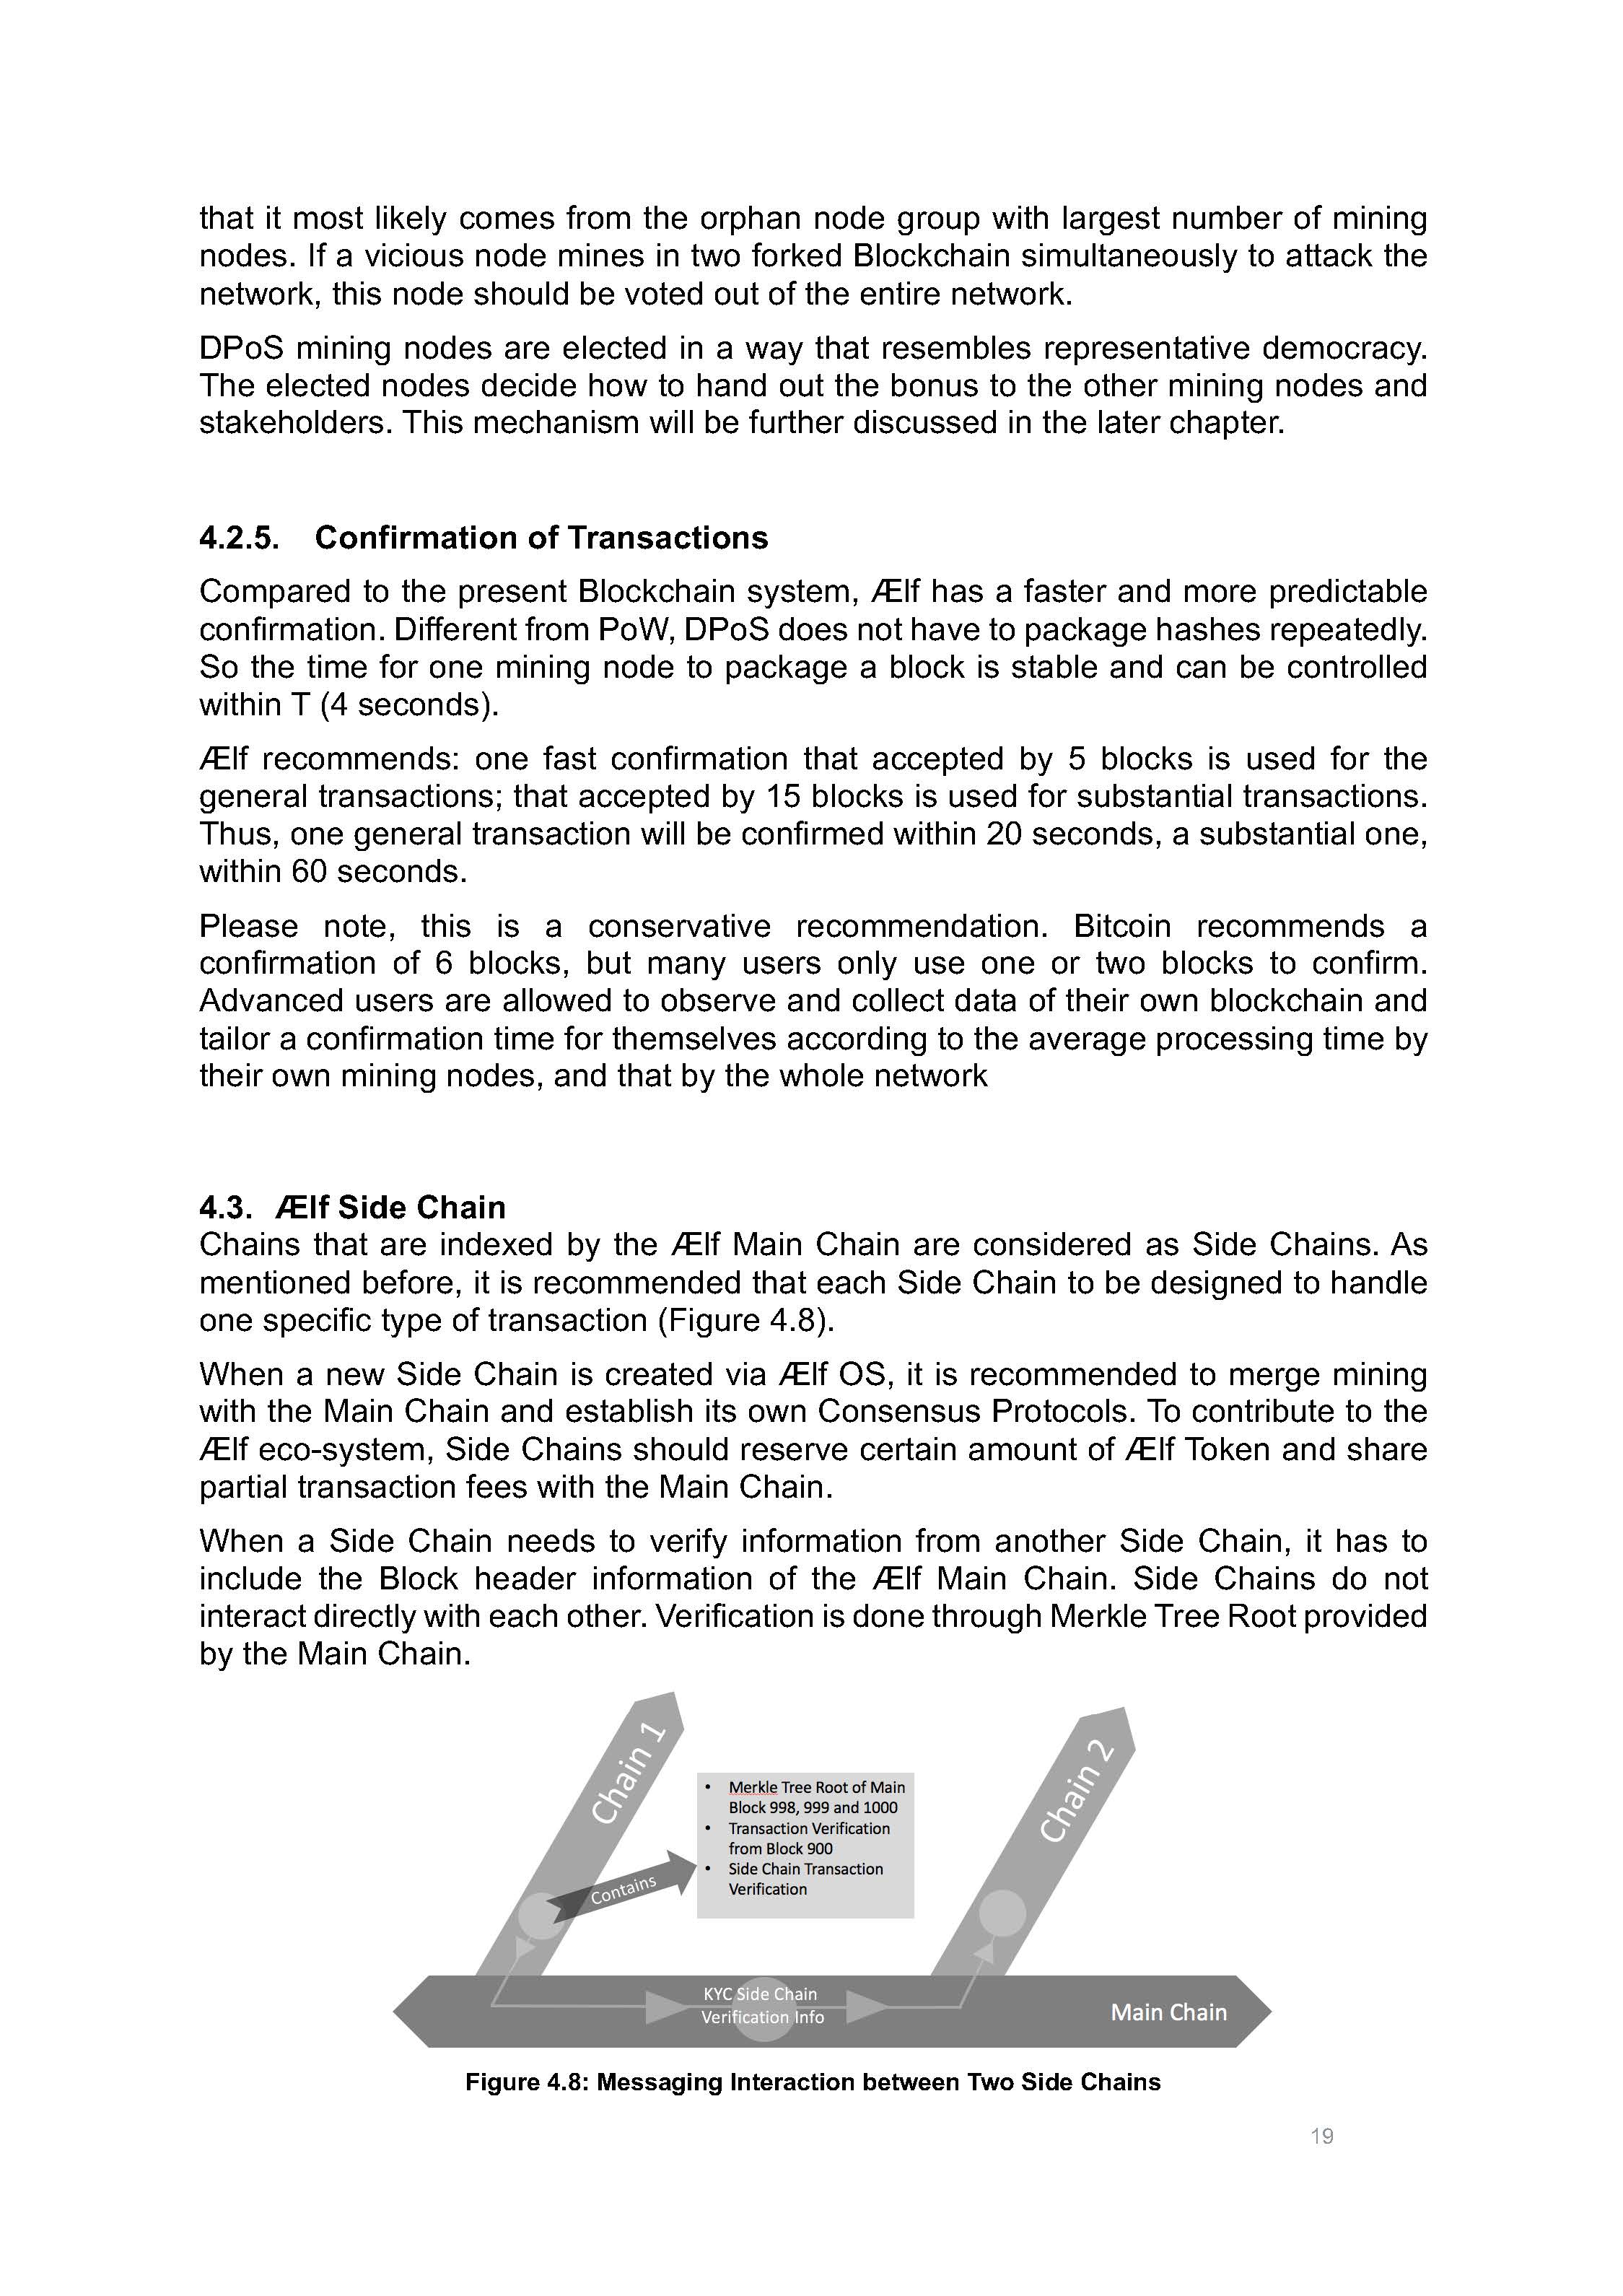 that it most likely comes from the orphan node group with largest number of mining
nodes. If a vicious node mines in two forked Blockchain simultaneously to attack the
network, this node should be voted out of the entire network.
DPoS mining nodes are elected in a way that resembles representative democracy.
The elected nodes decide how to hand out the bonus to the other mining nodes and
stakeholders. This mechanism will be further discussed in the later chapter.
4.2.5. Confirmation of Transactions
Compared to the present Blockchain system, Ælf has a faster and more predictable
confirmation. Different from PoW, DPoS does not have to package hashes repeatedly.
So the time for one mining node to package a block is stable and can be controlled
within T (4 seconds).
Ælf recommends: one fast confirmation that accepted by 5 blocks is used for the
general transactions; that accepted by 15 blocks is used for substantial transactions.
Thus, one general transaction will be confirmed within 20 seconds, a substantial one,
within 60 seconds.
Please note, this is a conservative recommendation. Bitcoin recommends a
confirmation of 6 blocks, but many users only use one or two blocks to confirm.
Advanced users are allowed to observe and collect data of their own blockchain and
tailor a confirmation time for themselves according to the average processing time by
their own mining nodes, and that by the whole network
4.3. Ælf Side Chain
Chains that are indexed by the Ælf Main Chain are considered as Side Chains. As
mentioned before, it is recommended that each Side Chain to be designed to handle
one specific type of transaction (Figure 4.8).
When a new Side Chain is created via Ælf OS, it is recommended to merge mining
with the Main Chain and establish its own Consensus Protocols. To contribute to the
Ælf eco-system, Side Chains should reserve certain amount of Ælf Token and share
partial transaction fees with the Main Chain.
When a Side Chain needs to verify information from another Side Chain, it has to
include the Block header information of the Ælf Main Chain. Side Chains do not
interact directly with each other. Verification is done through Merkle Tree Root provided
by the Main Chain.
Chain 1
Chain 2
• Merkle Tree Root of Main
Block 998, 999 and 1000
• Transaction Verification
from Block 900
• Side Chain Transaction
Verification
Contains
KYC Side Chain
Verification Info
Main Chain
Figure 4.8: Messaging Interaction between Two Side Chains
19